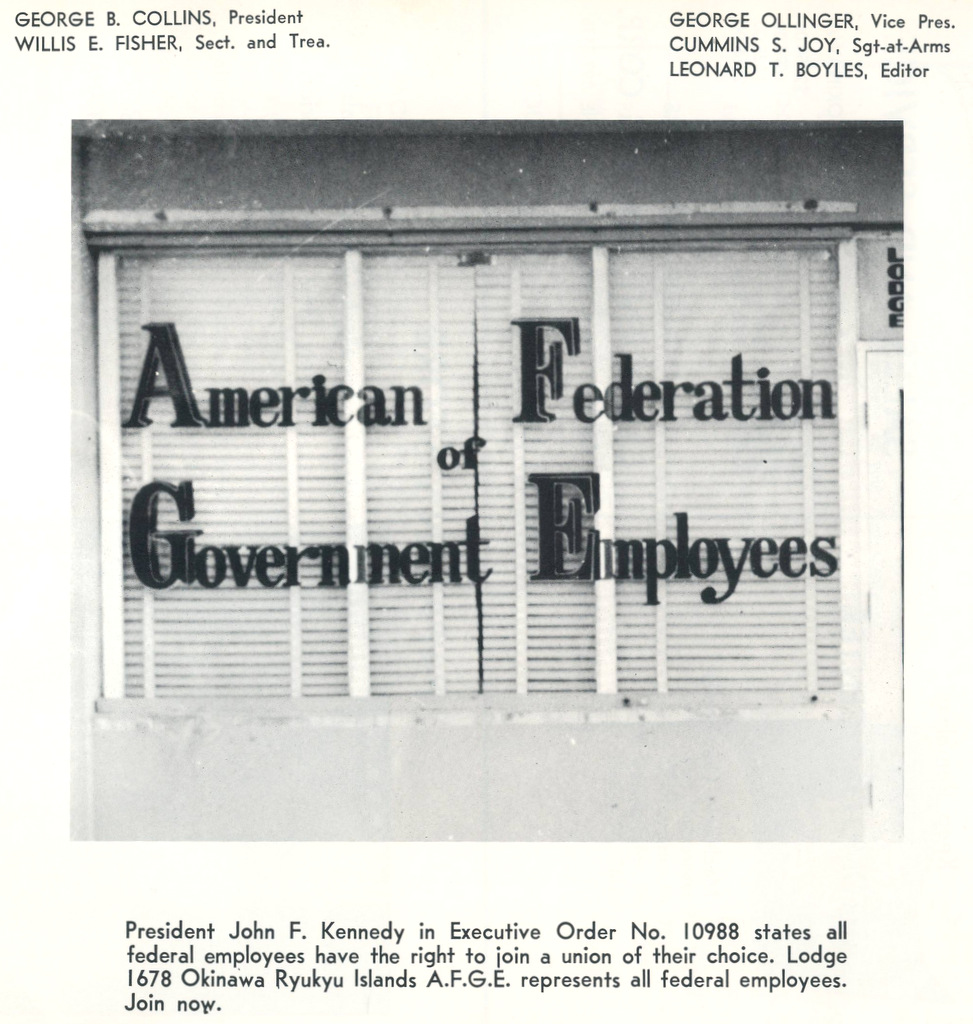 GEORGE B. COLLINS, President
WILLIS E. FISHER, Sect. and Trea.
GEORGE OLLINGER, Vice Pres.
CUMMINS S. JOY, Sgt-at-Arms
LEONARD T. BOYLES, Editor
LODGE
American Federation
of
Government Employees
President John F. Kennedy in Executive Order No. 10988 states all
federal employees have the right to join a union of their choice. Lodge
1678 Okinawa Ryukyu Islands A.F.G.E. represents all federal employees.
Join now.